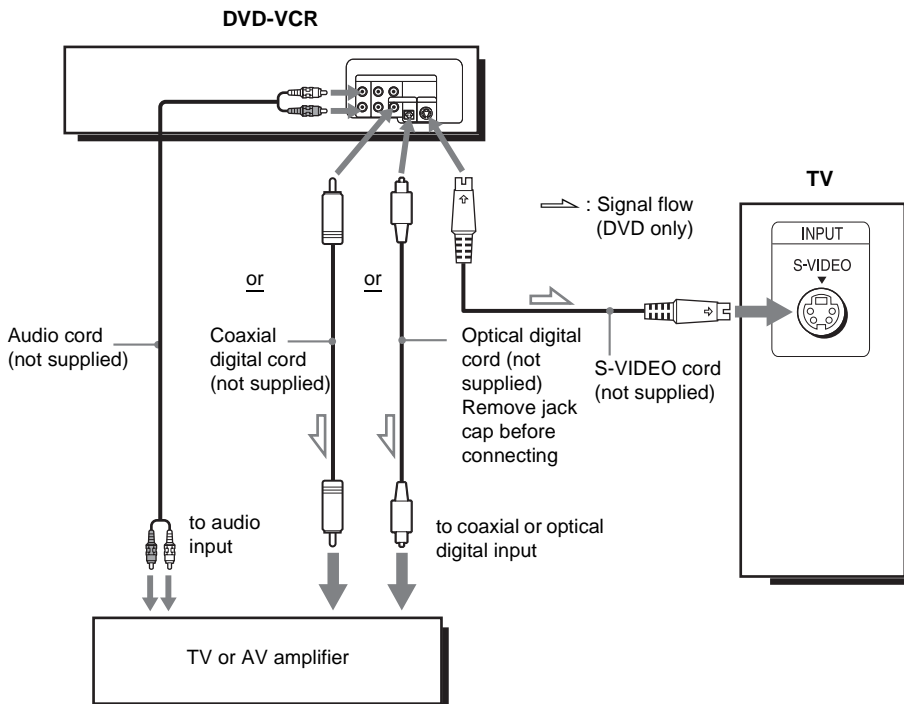 DVD-VCR
TV
: Signal flow
(DVD only)
INPUT
S-VIDEO
or
or
Audio cord
(not supplied)
Coaxial
digital cord
(not supplied)
Optical digital
cord (not
supplied)
Remove jack
cap before
connecting
S-VIDEO cord
(not supplied)
to audio
input
to coaxial or optical
digital input
TV or AV amplifier